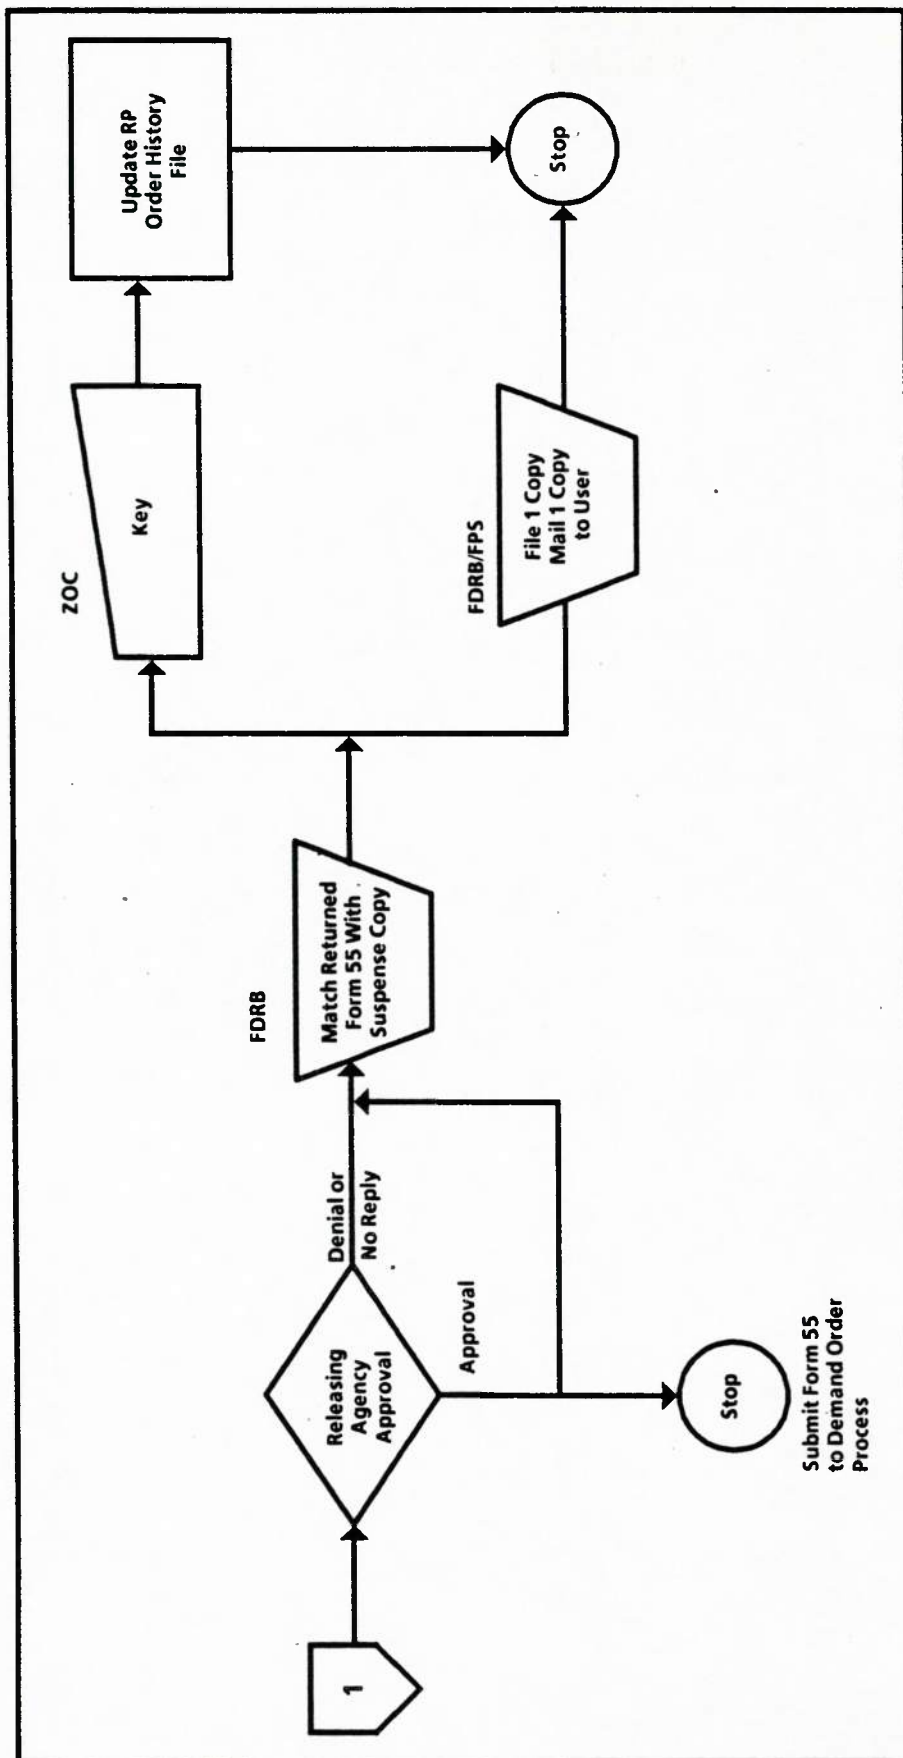 1
Releasing
Agency
Approval
Denial or
No Reply
Approval
Stop
Submit Form 55
to Demand Order
Process
FDRB
Match Returned
Form 55 With
Suspense Copy
ZOC
Key
Update RP
Order History
File
FDRB/FPS
File 1 Copy
Mail 1 Copy
to User
Stop